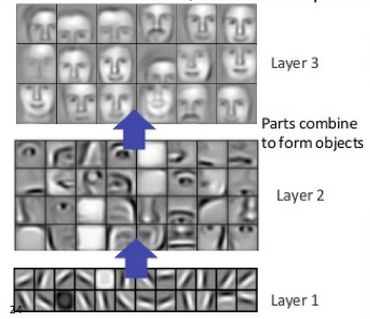 Layer 3
Parts combine
to form objects
Layer 2
Layer 1
24